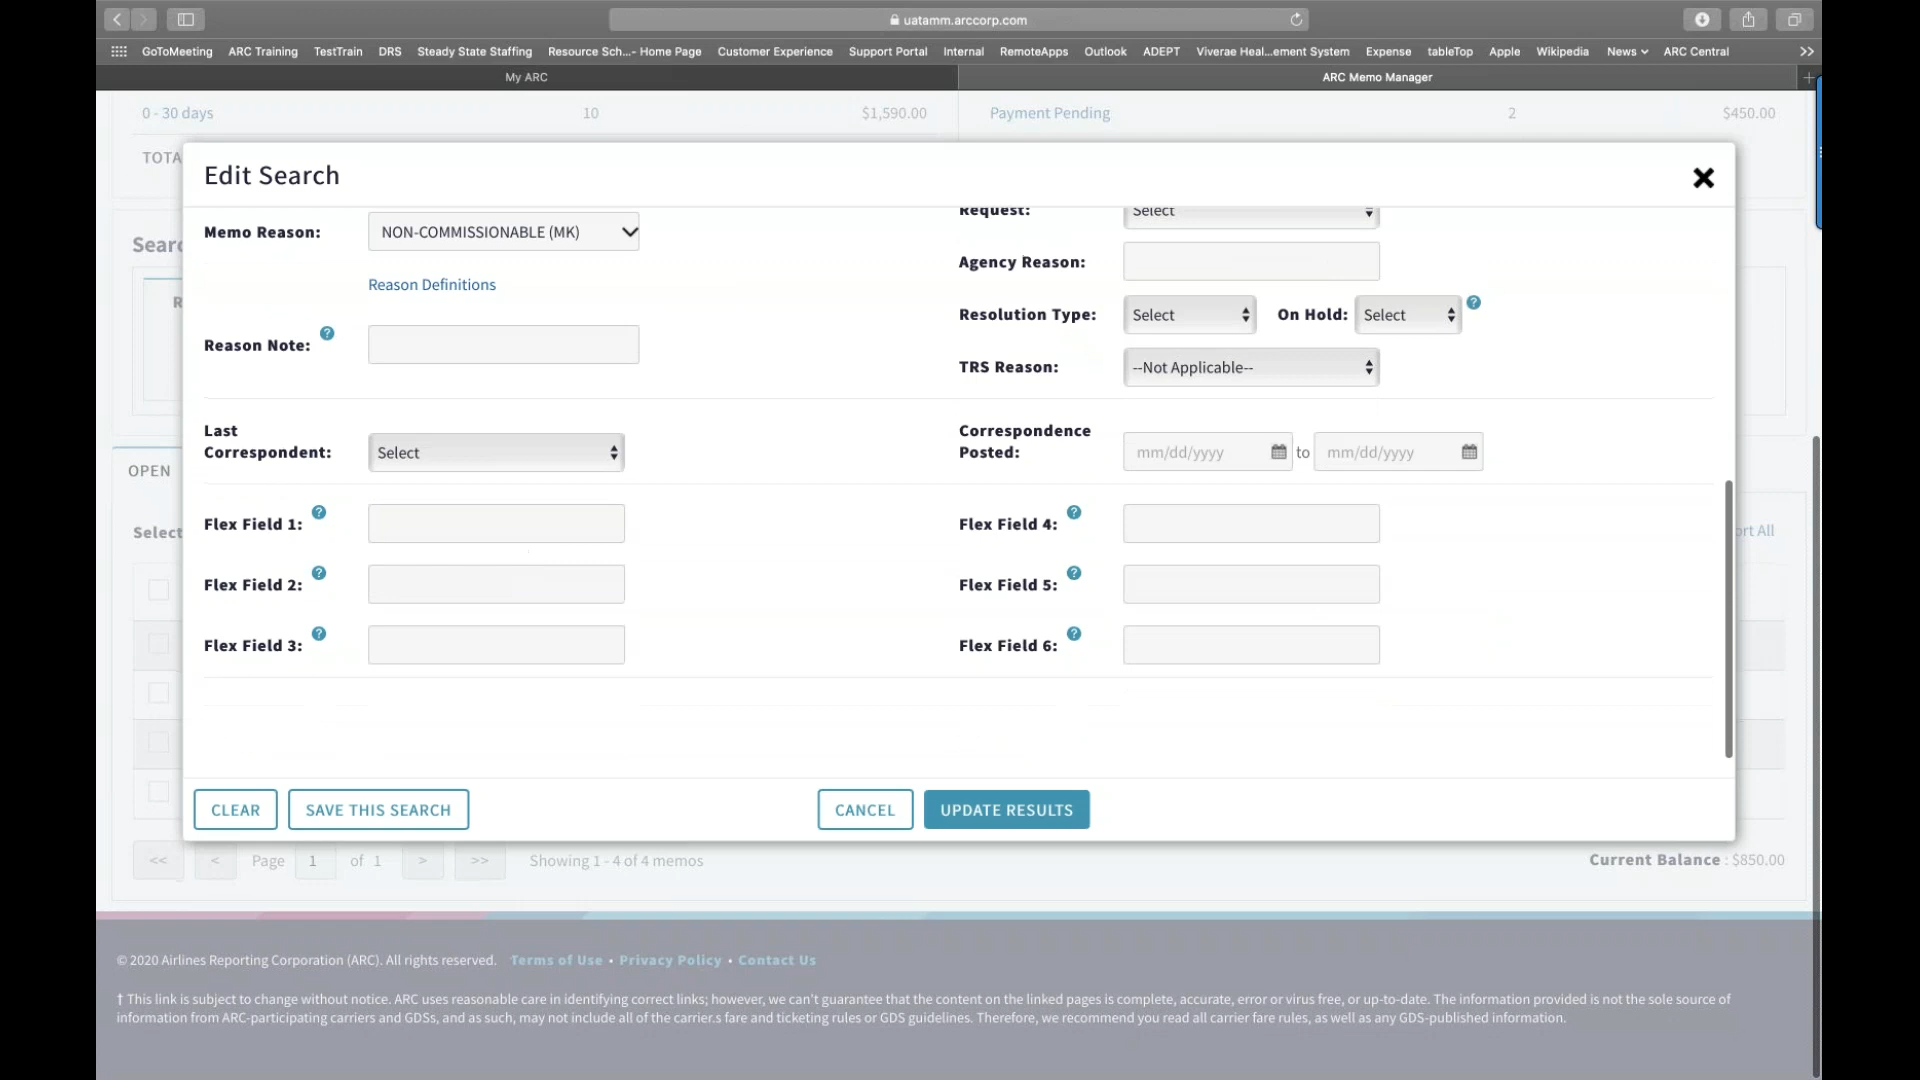 uatamm.arccorp.com
GoToMeeting ARC Training TestTrain DRS Steady State Staffing Resource Sch...- Home Page Customer Experience Support Portal Internal RemoteApps Outlook ADEPT Viverae Heal...ement System Expense tableTop Apple Wikipedia News ARC Central >>
My ARC ARC Memo Manager +
0 - 30 days 10 $1,590.00 Payment Pending 2 $450.00
TOTA
Edit Search
Request: Select
Memo Reason: NON-COMMISSIONABLE (MK)
Agency Reason:
Reason Definitions
Resolution Type: Select On Hold: Select ?
Reason Note: ?
TRS Reason: --Not Applicable--
Last Correspondent: Select
Correspondence Posted: mm/dd/yyyy to mm/dd/yyyy
Flex Field 1: ? Flex Field 4: ?
Flex Field 2: ? Flex Field 5: ?
Flex Field 3: ? Flex Field 6: ?
CLEAR SAVE THIS SEARCH CANCEL UPDATE RESULTS
Searc
R
OPEN
Select ort All
<< < Page 1 of 1 > >> Showing 1 - 4 of 4 memos Current Balance : $850.00
© 2020 Airlines Reporting Corporation (ARC). All rights reserved. Terms of Use • Privacy Policy • Contact Us
† This link is subject to change without notice. ARC uses reasonable care in identifying correct links; however, we can't guarantee that the content on the linked pages is complete, accurate, error or virus free, or up-to-date. The information provided is not the sole source of
information from ARC-participating carriers and GDSs, and as such, may not include all of the carrier.s fare and ticketing rules or GDS guidelines. Therefore, we recommend you read all carrier fare rules, as well as any GDS-published information.